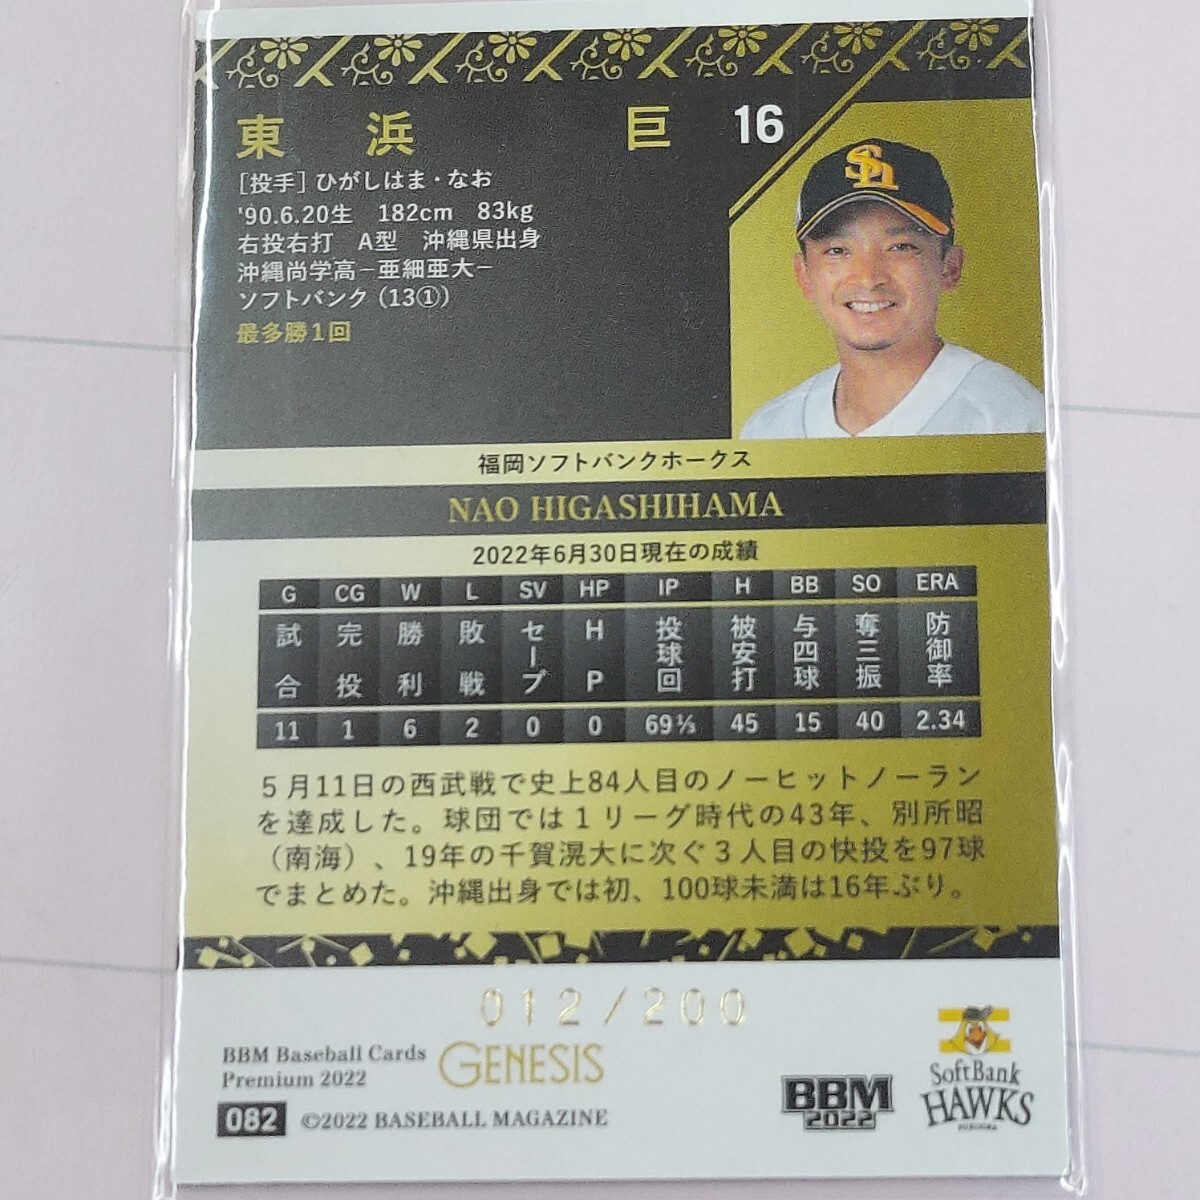 東 浜 巨 16
[投手] ひがしはま・なお
'90.6.20生 182cm 83kg
右投右打 A型 沖縄県出身
沖縄尚学高−亜細亜大−
ソフトバンク (13①)
最多勝1回
福岡ソフトバンクホークス
NAO HIGASHIHAMA
2022年6月30日現在の成績
G CG W L SV HP IP H BB SO ERA
試合 完投 勝利 敗戦 セーブ HP 投球回 被安打 与四球 奪三振 防御率
11 1 6 2 0 0 69⅓ 45 15 40 2.34
5月11日の西武戦で史上84人目のノーヒットノーラン
を達成した。球団では1リーグ時代の43年、別所昭
(南海)、19年の千賀滉大に次ぐ3人目の快投を97球
でまとめた。沖縄出身では初、100球未満は16年ぶり。
012/200
BBM Baseball Cards
Premium 2022
GENESIS
082 ©2022 BASEBALL MAGAZINE
BBM
2022
SoftBank
HAWKS
FUKUOKA